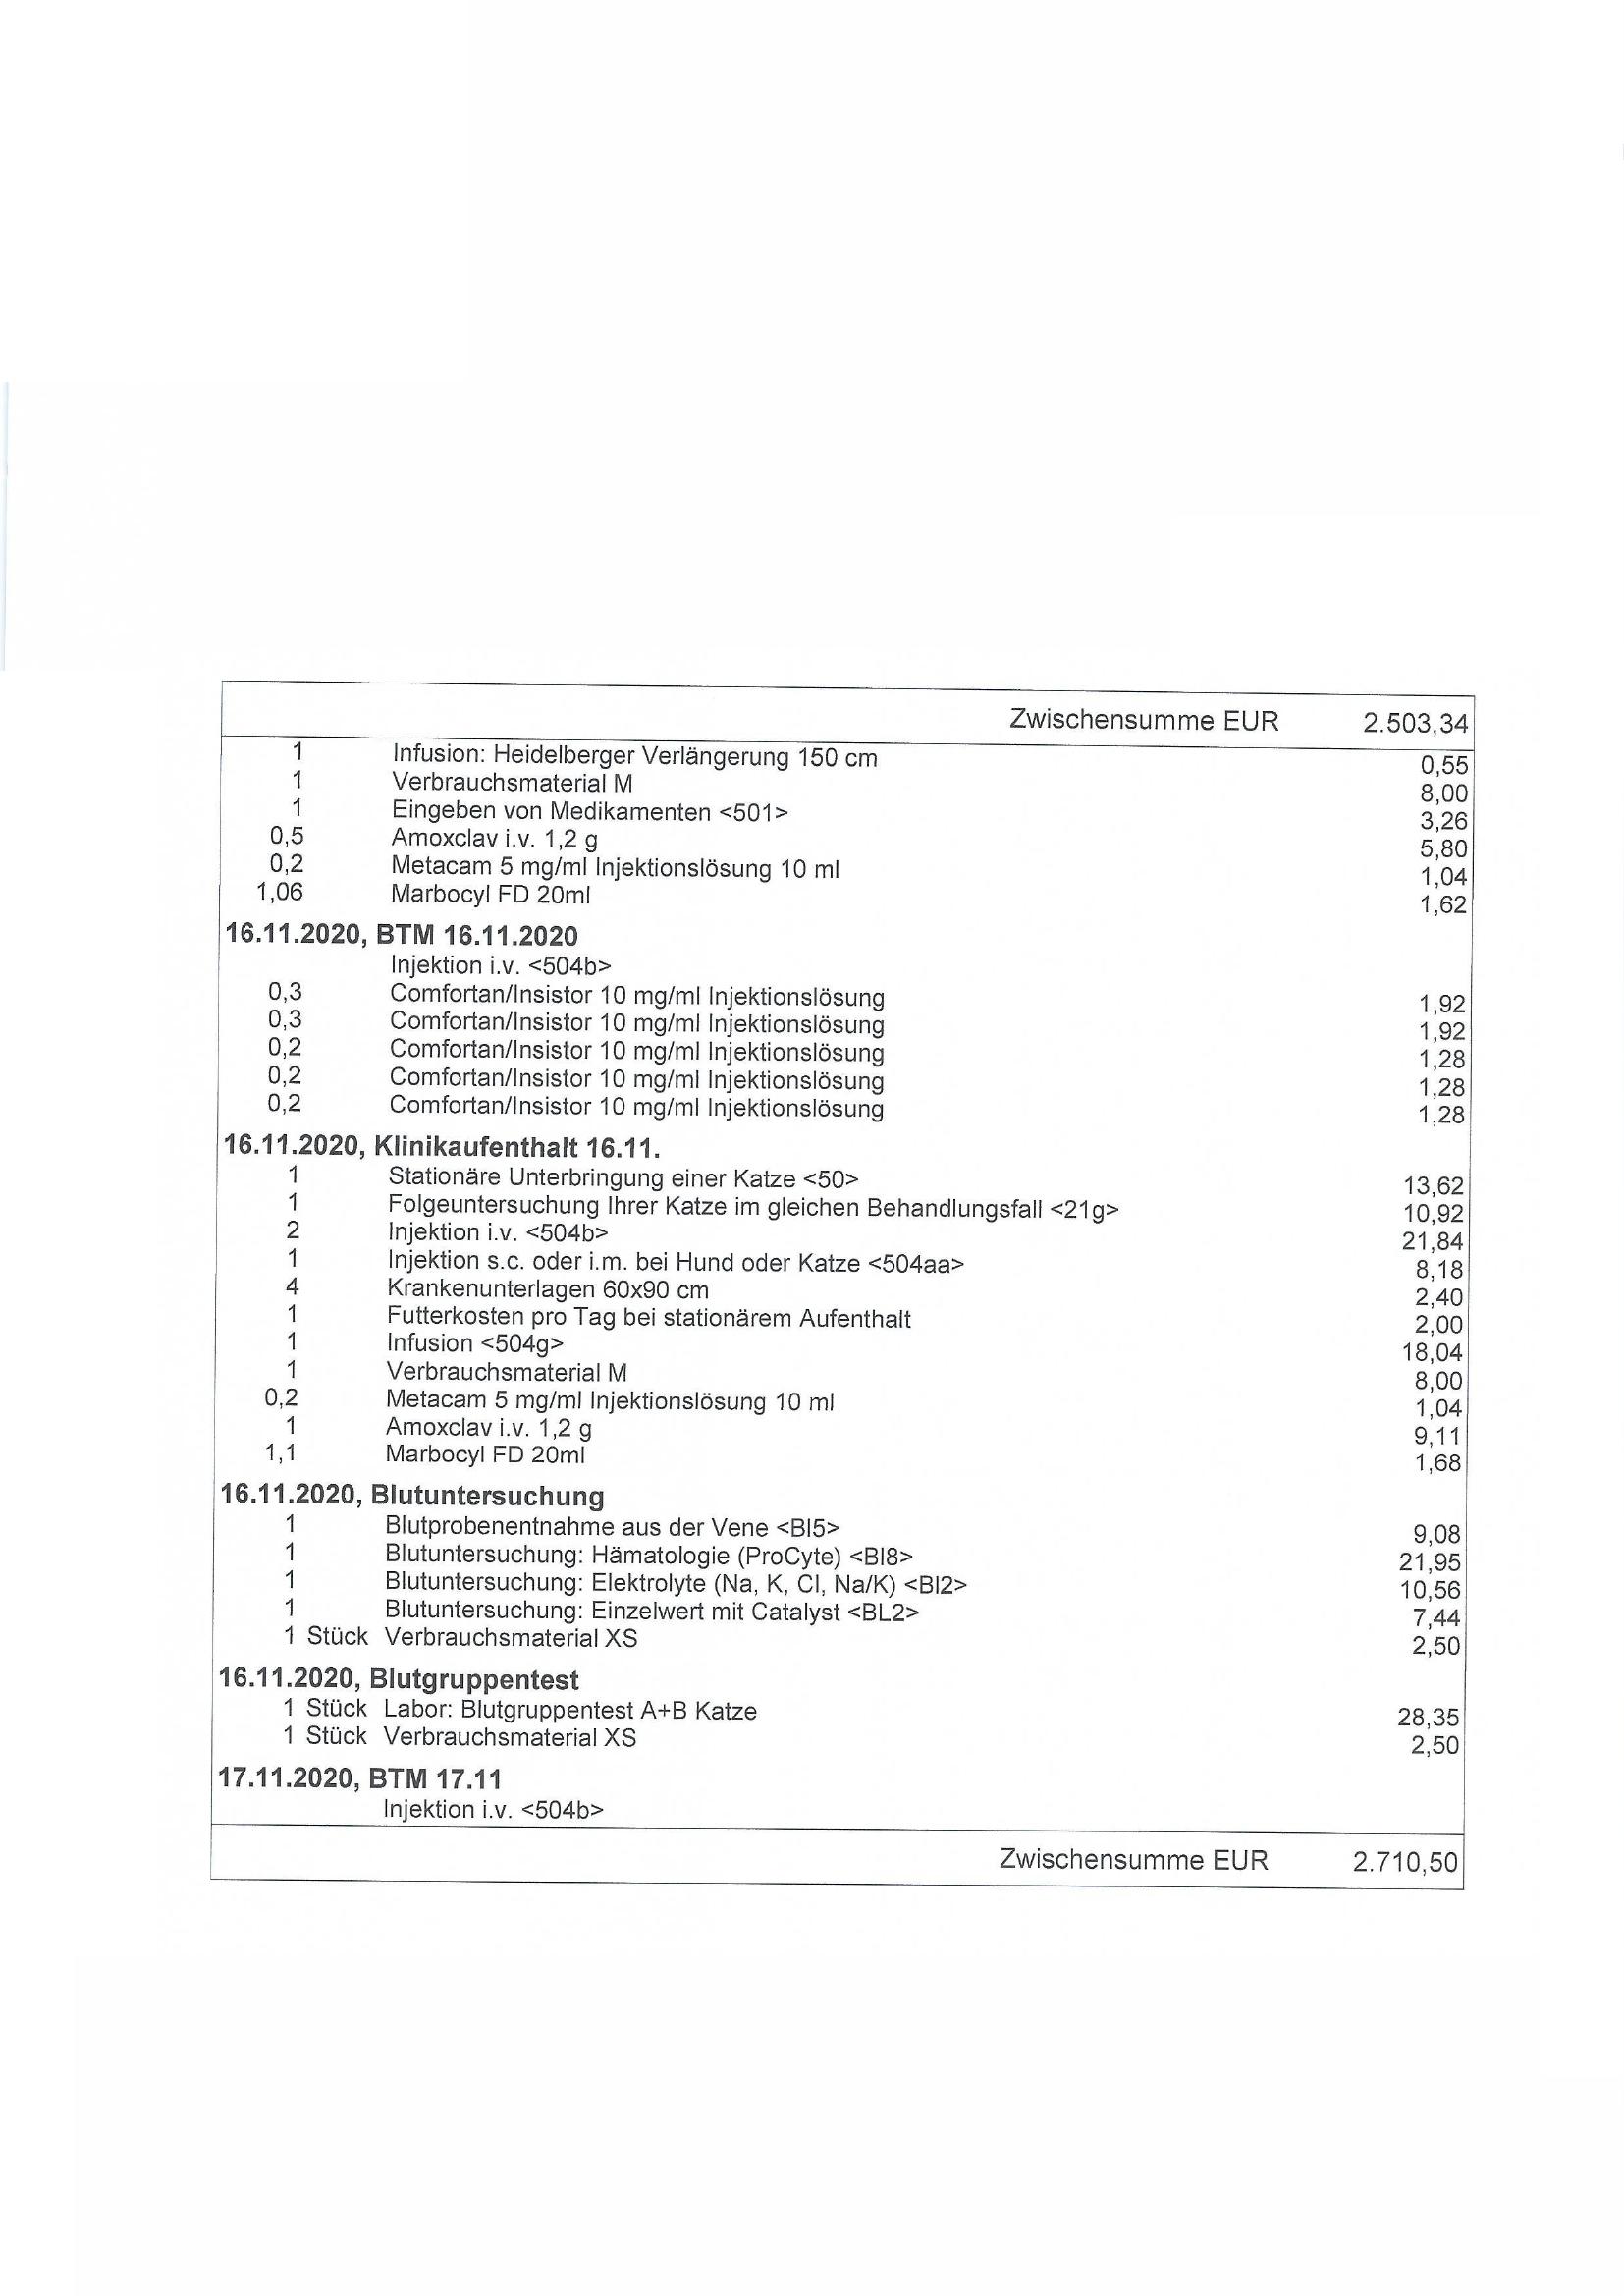 Zwischensumme EUR 2.503,34
1 Infusion: Heidelberger Verlängerung 150 cm 0,55
1 Verbrauchsmaterial M 8,00
1 Eingeben von Medikamenten <501> 3,26
0,5 Amoxclav i.v. 1,2 g 5,80
0,2 Metacam 5 mg/ml Injektionslösung 10 ml 1,04
1,06 Marbocyl FD 20ml 1,62
16.11.2020, BTM 16.11.2020
Injektion i.v. <504b>
0,3 Comfortan/Insistor 10 mg/ml Injektionslösung 1,92
0,3 Comfortan/Insistor 10 mg/ml Injektionslösung 1,92
0,2 Comfortan/Insistor 10 mg/ml Injektionslösung 1,28
0,2 Comfortan/Insistor 10 mg/ml Injektionslösung 1,28
0,2 Comfortan/Insistor 10 mg/ml Injektionslösung 1,28
16.11.2020, Klinikaufenthalt 16.11.
1 Stationäre Unterbringung einer Katze <50> 13,62
1 Folgeuntersuchung Ihrer Katze im gleichen Behandlungsfall <21g> 10,92
2 Injektion i.v. <504b> 21,84
1 Injektion s.c. oder i.m. bei Hund oder Katze <504aa> 8,18
4 Krankenunterlagen 60x90 cm 2,40
1 Futterkosten pro Tag bei stationärem Aufenthalt 2,00
1 Infusion <504g> 18,04
1 Verbrauchsmaterial M 8,00
0,2 Metacam 5 mg/ml Injektionslösung 10 ml 1,04
1 Amoxclav i.v. 1,2 g 9,11
1,1 Marbocyl FD 20ml 1,68
16.11.2020, Blutuntersuchung
1 Blutprobenentnahme aus der Vene <BI5> 9,08
1 Blutuntersuchung: Hämatologie (ProCyte) <BI8> 21,95
1 Blutuntersuchung: Elektrolyte (Na, K, Cl, Na/K) <BI2> 10,56
1 Blutuntersuchung: Einzelwert mit Catalyst <BL2> 7,44
1 Stück Verbrauchsmaterial XS 2,50
16.11.2020, Blutgruppentest
1 Stück Labor: Blutgruppentest A+B Katze 28,35
1 Stück Verbrauchsmaterial XS 2,50
17.11.2020, BTM 17.11
Injektion i.v. <504b>
Zwischensumme EUR 2.710,50